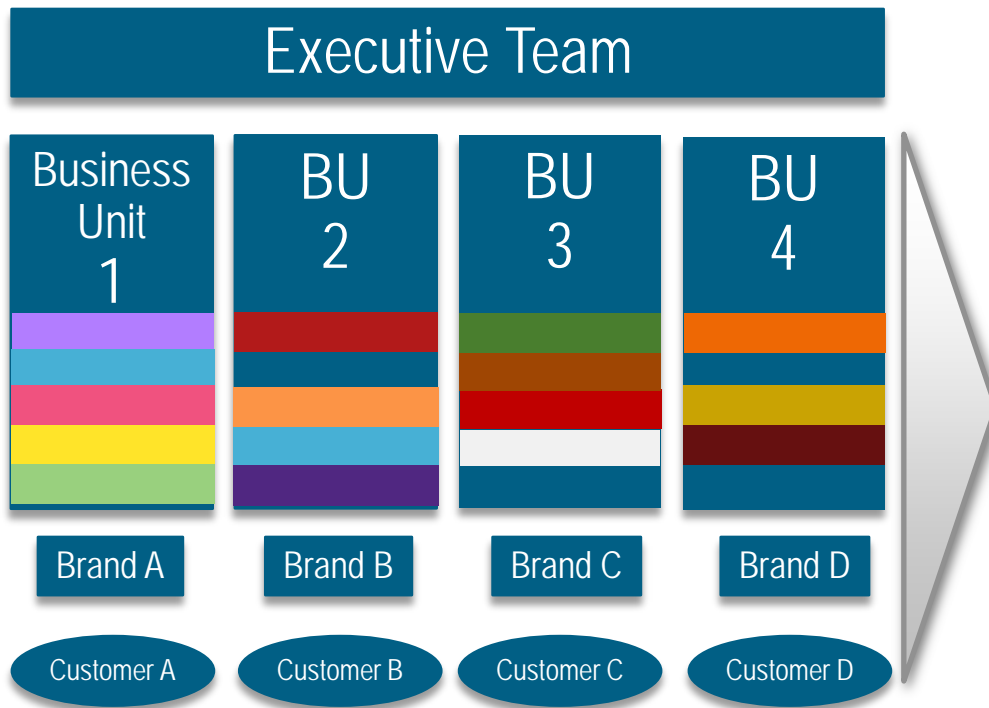 Executive Team
Business
Unit
1
BU
2
BU
3
BU
4
Brand A
Brand B
Brand C
Brand D
Customer A
Customer B
Customer C
Customer D